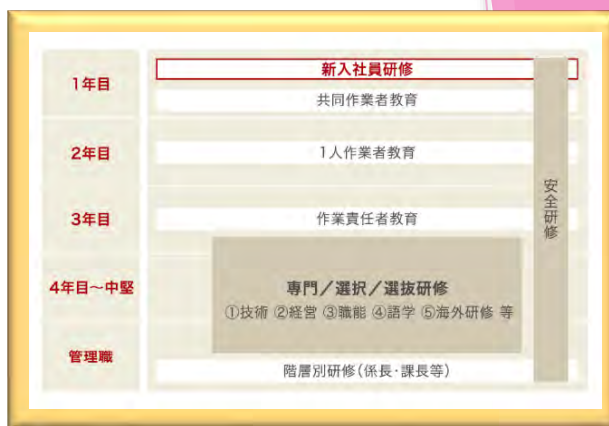 1年目
新入社員研修
共同作業者教育
2年目
1人作業者教育
3年目
作業責任者教育
安全研修
4年目～中堅
専門／選択／選抜研修
①技術 ②経営 ③職能 ④語学 ⑤海外研修 等
管理職
階層別研修（係長・課長等）